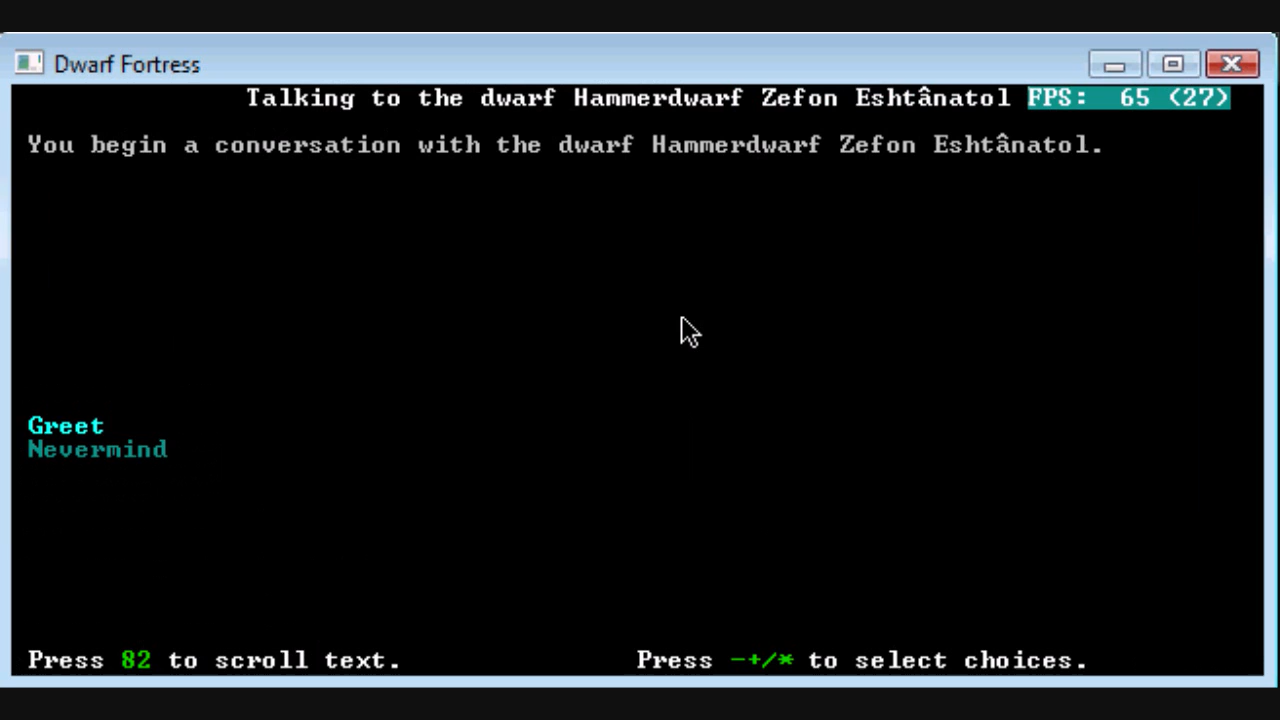 Dwarf Fortress
Talking to the dwarf Hammerdwarf Zefon Eshtânatol FPS: 65 (27)
You begin a conversation with the dwarf Hammerdwarf Zefon Eshtânatol.
Greet
Nevermind
Press 82 to scroll text. Press -+/* to select choices.